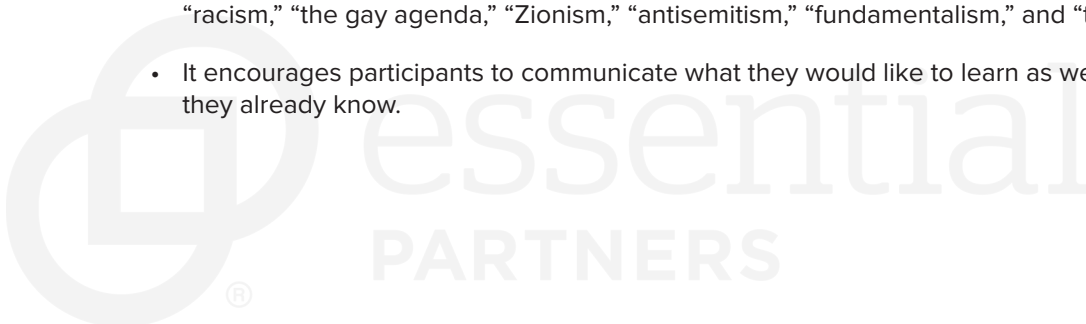 “racism,” “the gay agenda,” “Zionism,” “antisemitism,” “fundamentalism,” and “
• It encourages participants to communicate what they would like to learn as we
they already know.
essential
PARTNERS
®